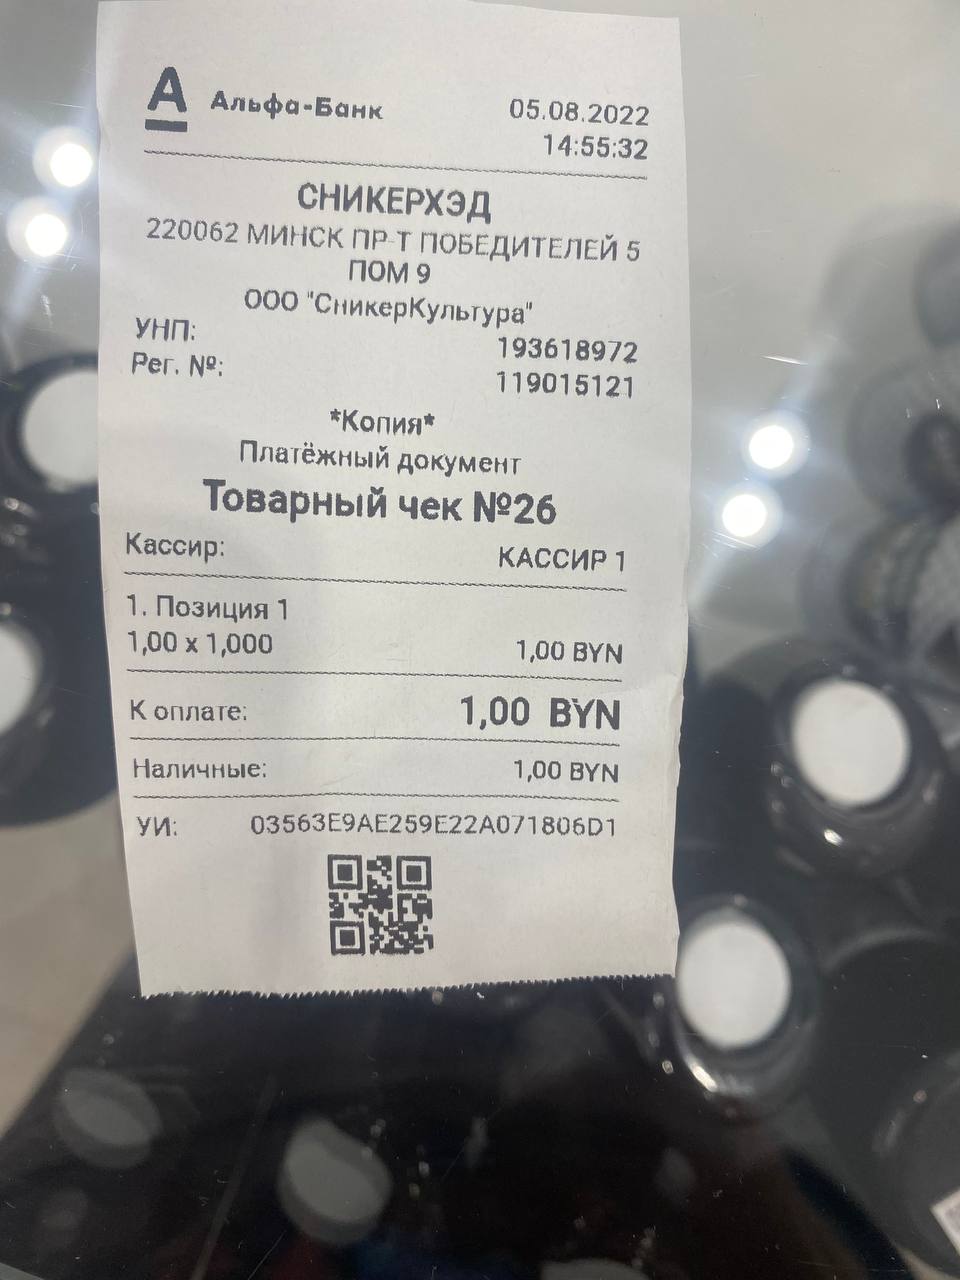 А Альфа-Банк 05.08.2022
14:55:32
СНИКЕРХЭД
220062 МИНСК ПР-Т ПОБЕДИТЕЛЕЙ 5
ПОМ 9
ООО "СникерКультура"
УНП: 193618972
Рег. №: 119015121
*Копия*
Платёжный документ
Товарный чек №26
Кассир: КАССИР 1
1. Позиция 1
1,00 x 1,000 1,00 BYN
К оплате: 1,00 BYN
Наличные: 1,00 BYN
УИ: 03563E9AE259E22A071806D1